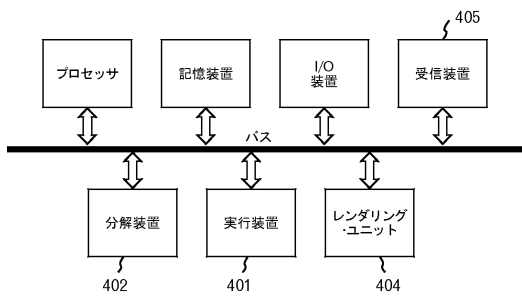 405
プロセッサ
記憶装置
I/O
装置
受信装置
バス
分解装置
実行装置
レンダリング
・ユニット
402
401
404